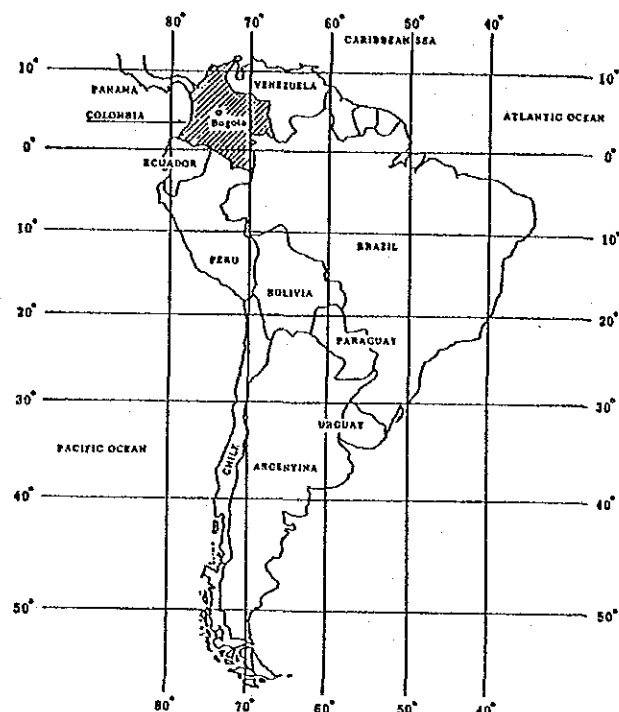 80° 70° 60° 50° 40°
CARIBBEAN SEA
10° 10°
PANAMA
VENEZUELA
COLOMBIA
Bogota
ATLANTIC OCEAN
0° 0°
ECUADOR
10° 10°
PERU
BRAZIL
BOLIVIA
20° 20°
PARAGUAY
30° 30°
URGUAY
PACIFIC OCEAN
CHILE
ARGENTINA
40° 40°
50° 50°
80° 70° 60° 50° 40°